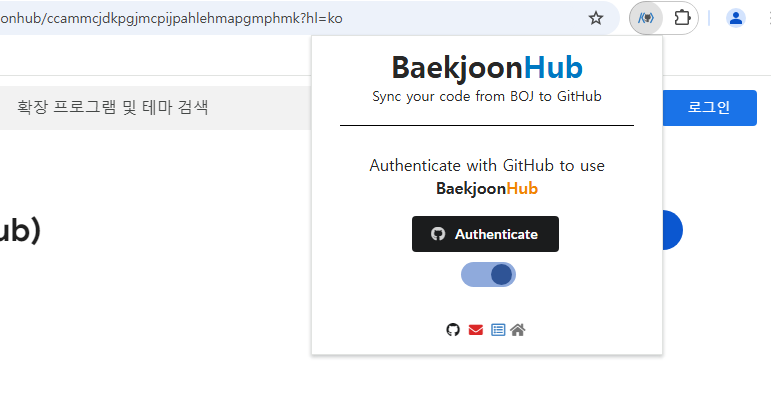 onhub/ccammcjdkpgjmcpijpahlehmapgmphmk?hl=ko
BaekjoonHub
Sync your code from BOJ to GitHub
확장 프로그램 및 테마 검색
로그인
Authenticate with GitHub to use
BaekjoonHub
ub)
Authenticate